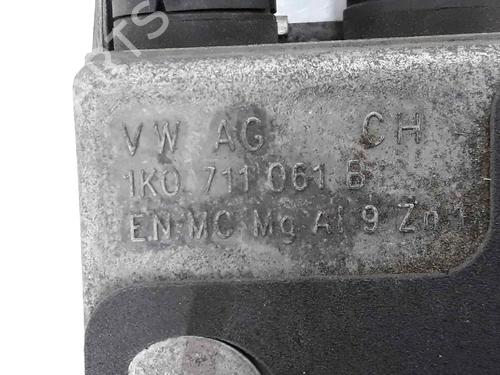 VW AG CH
1K0 711 061 B
EN-MC Mg Al 9 Zn 1